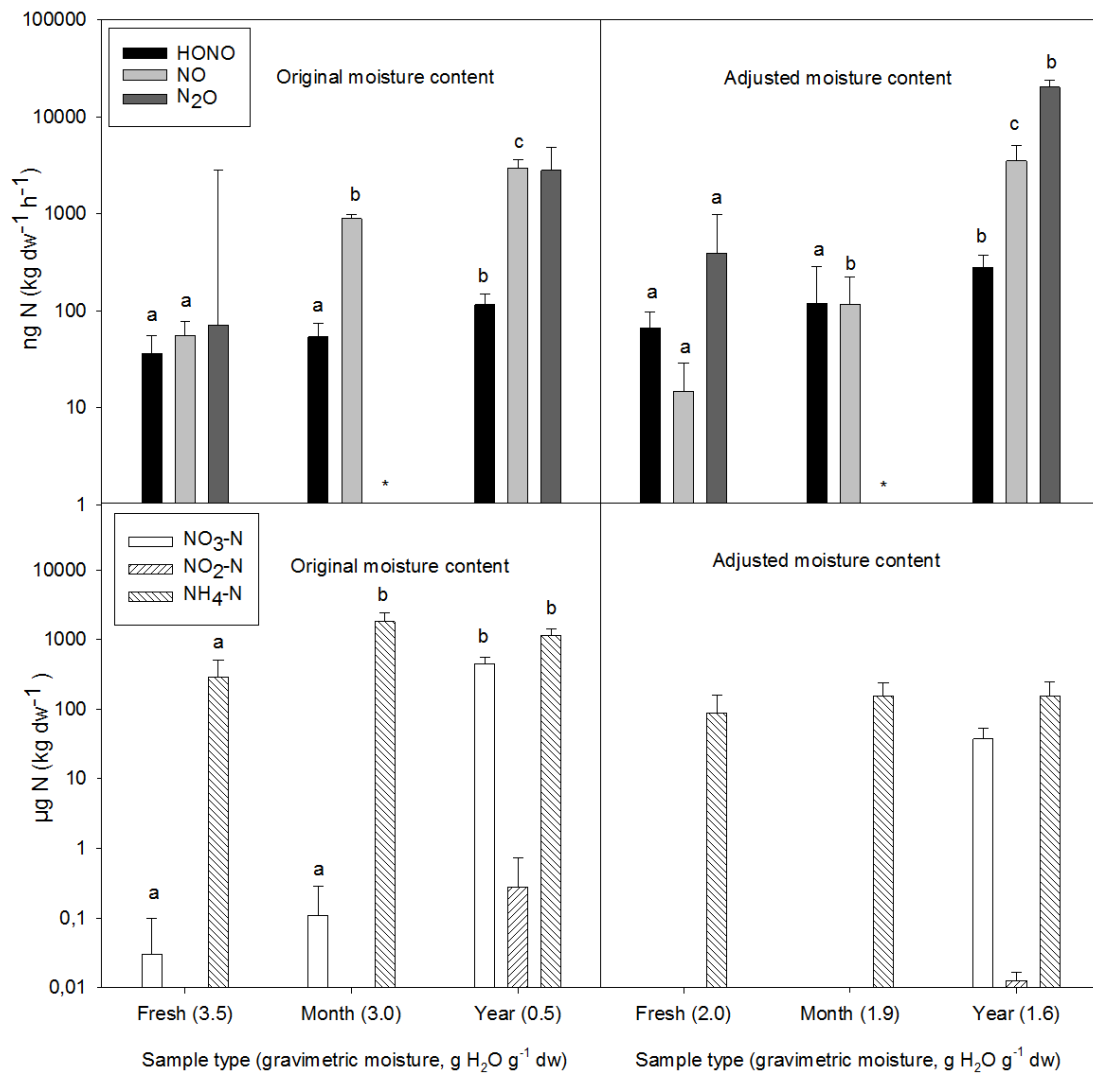 100000
10000
1000
100
10
1
ng N (kg dw⁻¹ h⁻¹)
HONO
NO
N₂O
Original moisture content
a
a
a
b
b
c
*
Adjusted moisture content
a
a
a
a
b
*
b
c
b
10000
1000
100
10
1
0,1
0,01
µg N (kg dw⁻¹)
NO₃-N
NO₂-N
NH₄-N
Original moisture content
a
a
a
b
b
b
Adjusted moisture content
Fresh (3.5)
Month (3.0)
Year (0.5)
Fresh (2.0)
Month (1.9)
Year (1.6)
Sample type (gravimetric moisture, g H₂O g⁻¹ dw)
Sample type (gravimetric moisture, g H₂O g⁻¹ dw)